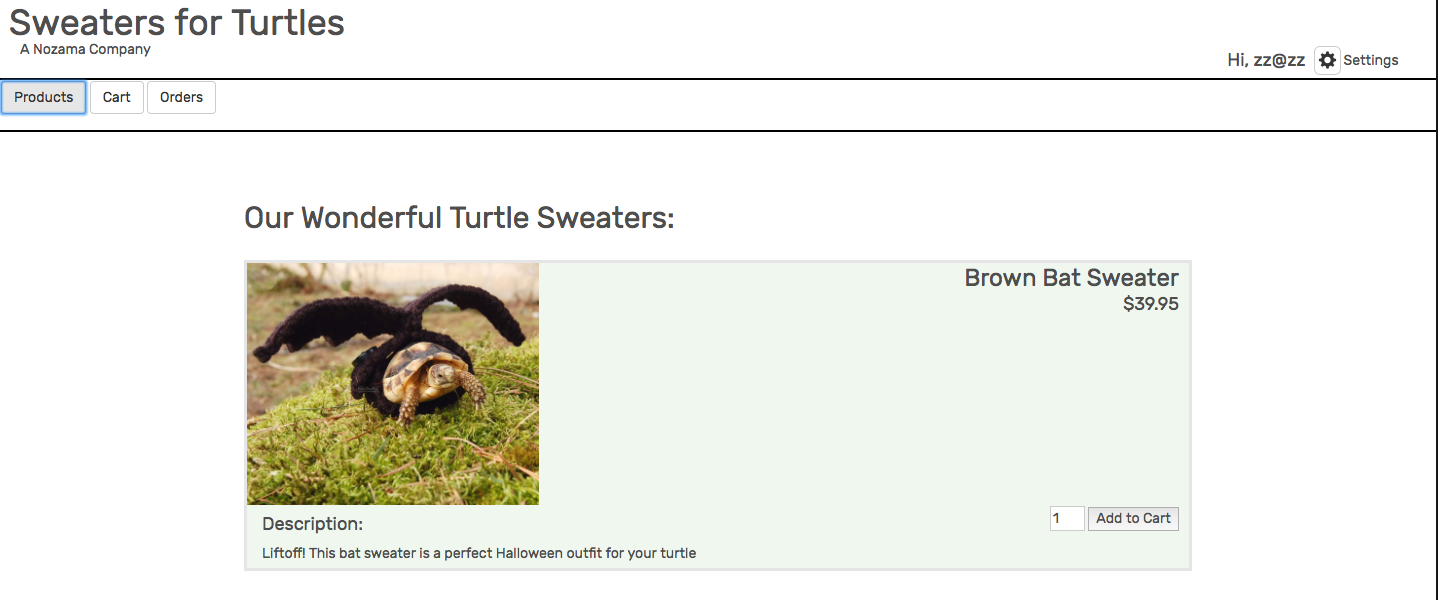 Sweaters for Turtles
A Nozama Company
Hi, zz@zz Settings
Products Cart Orders
Our Wonderful Turtle Sweaters:
Brown Bat Sweater
$39.95
Description:
1 Add to Cart
Liftoff! This bat sweater is a perfect Halloween outfit for your turtle